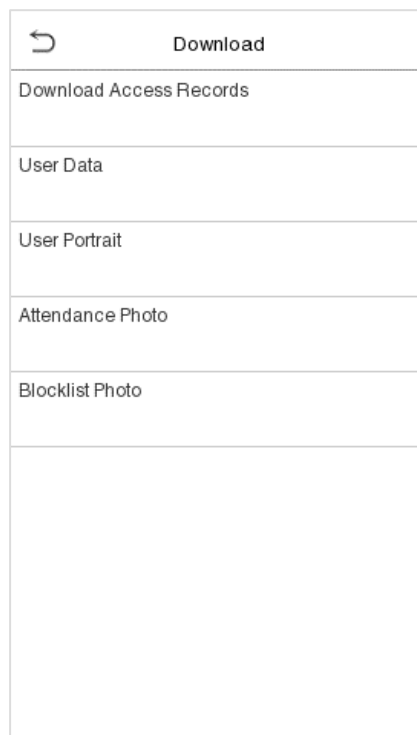 Download
Download Access Records
User Data
User Portrait
Attendance Photo
Blocklist Photo